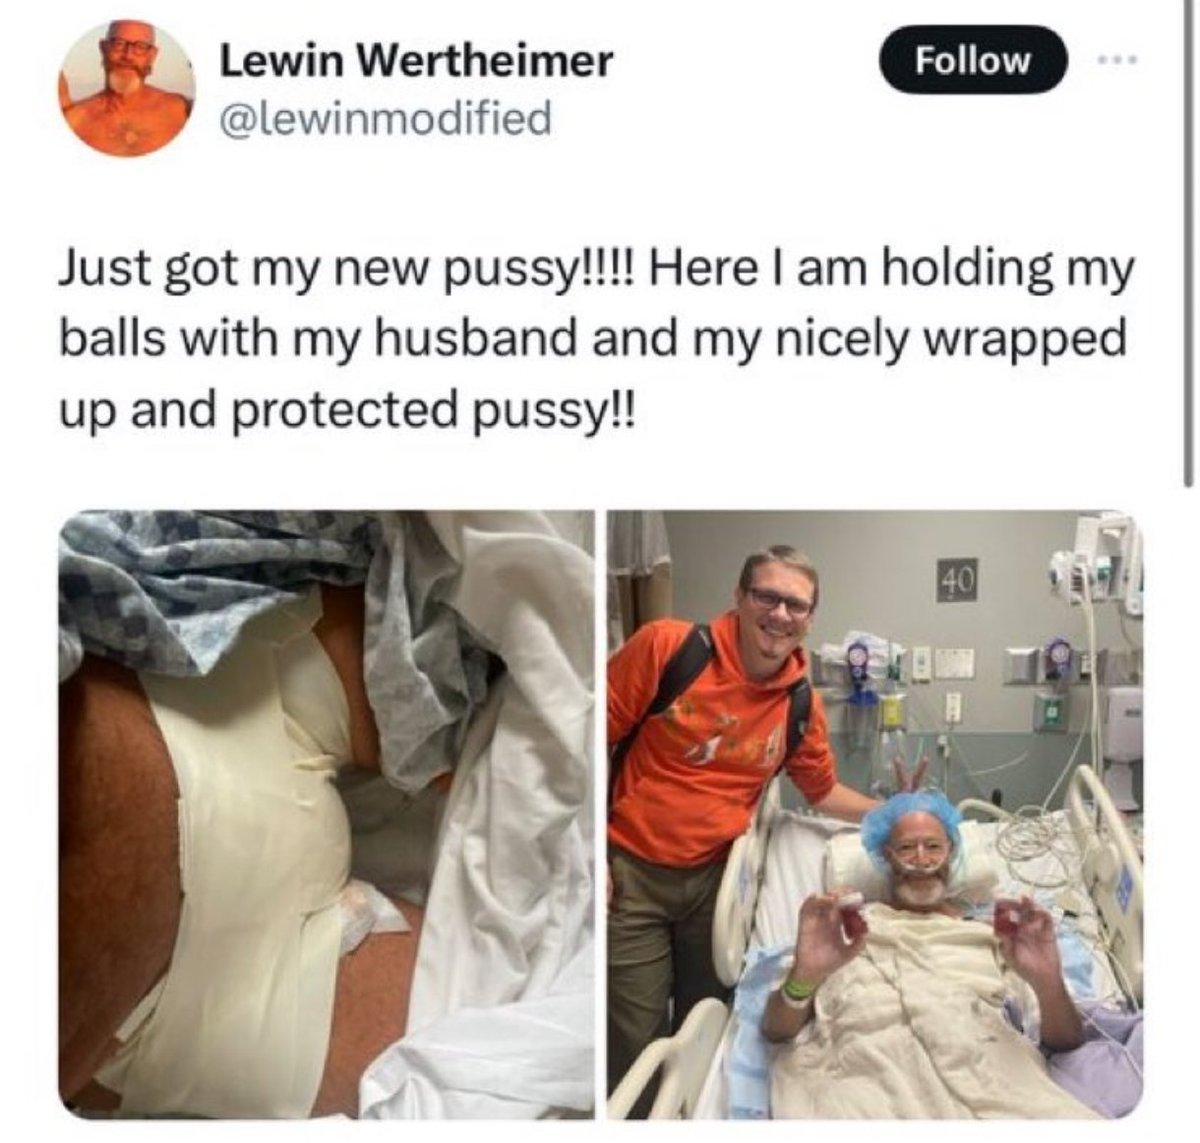 Lewin Wertheimer
Follow
@lewinmodified
Just got my new pussy!!!! Here I am holding my
balls with my husband and my nicely wrapped
up and protected pussy!!
40